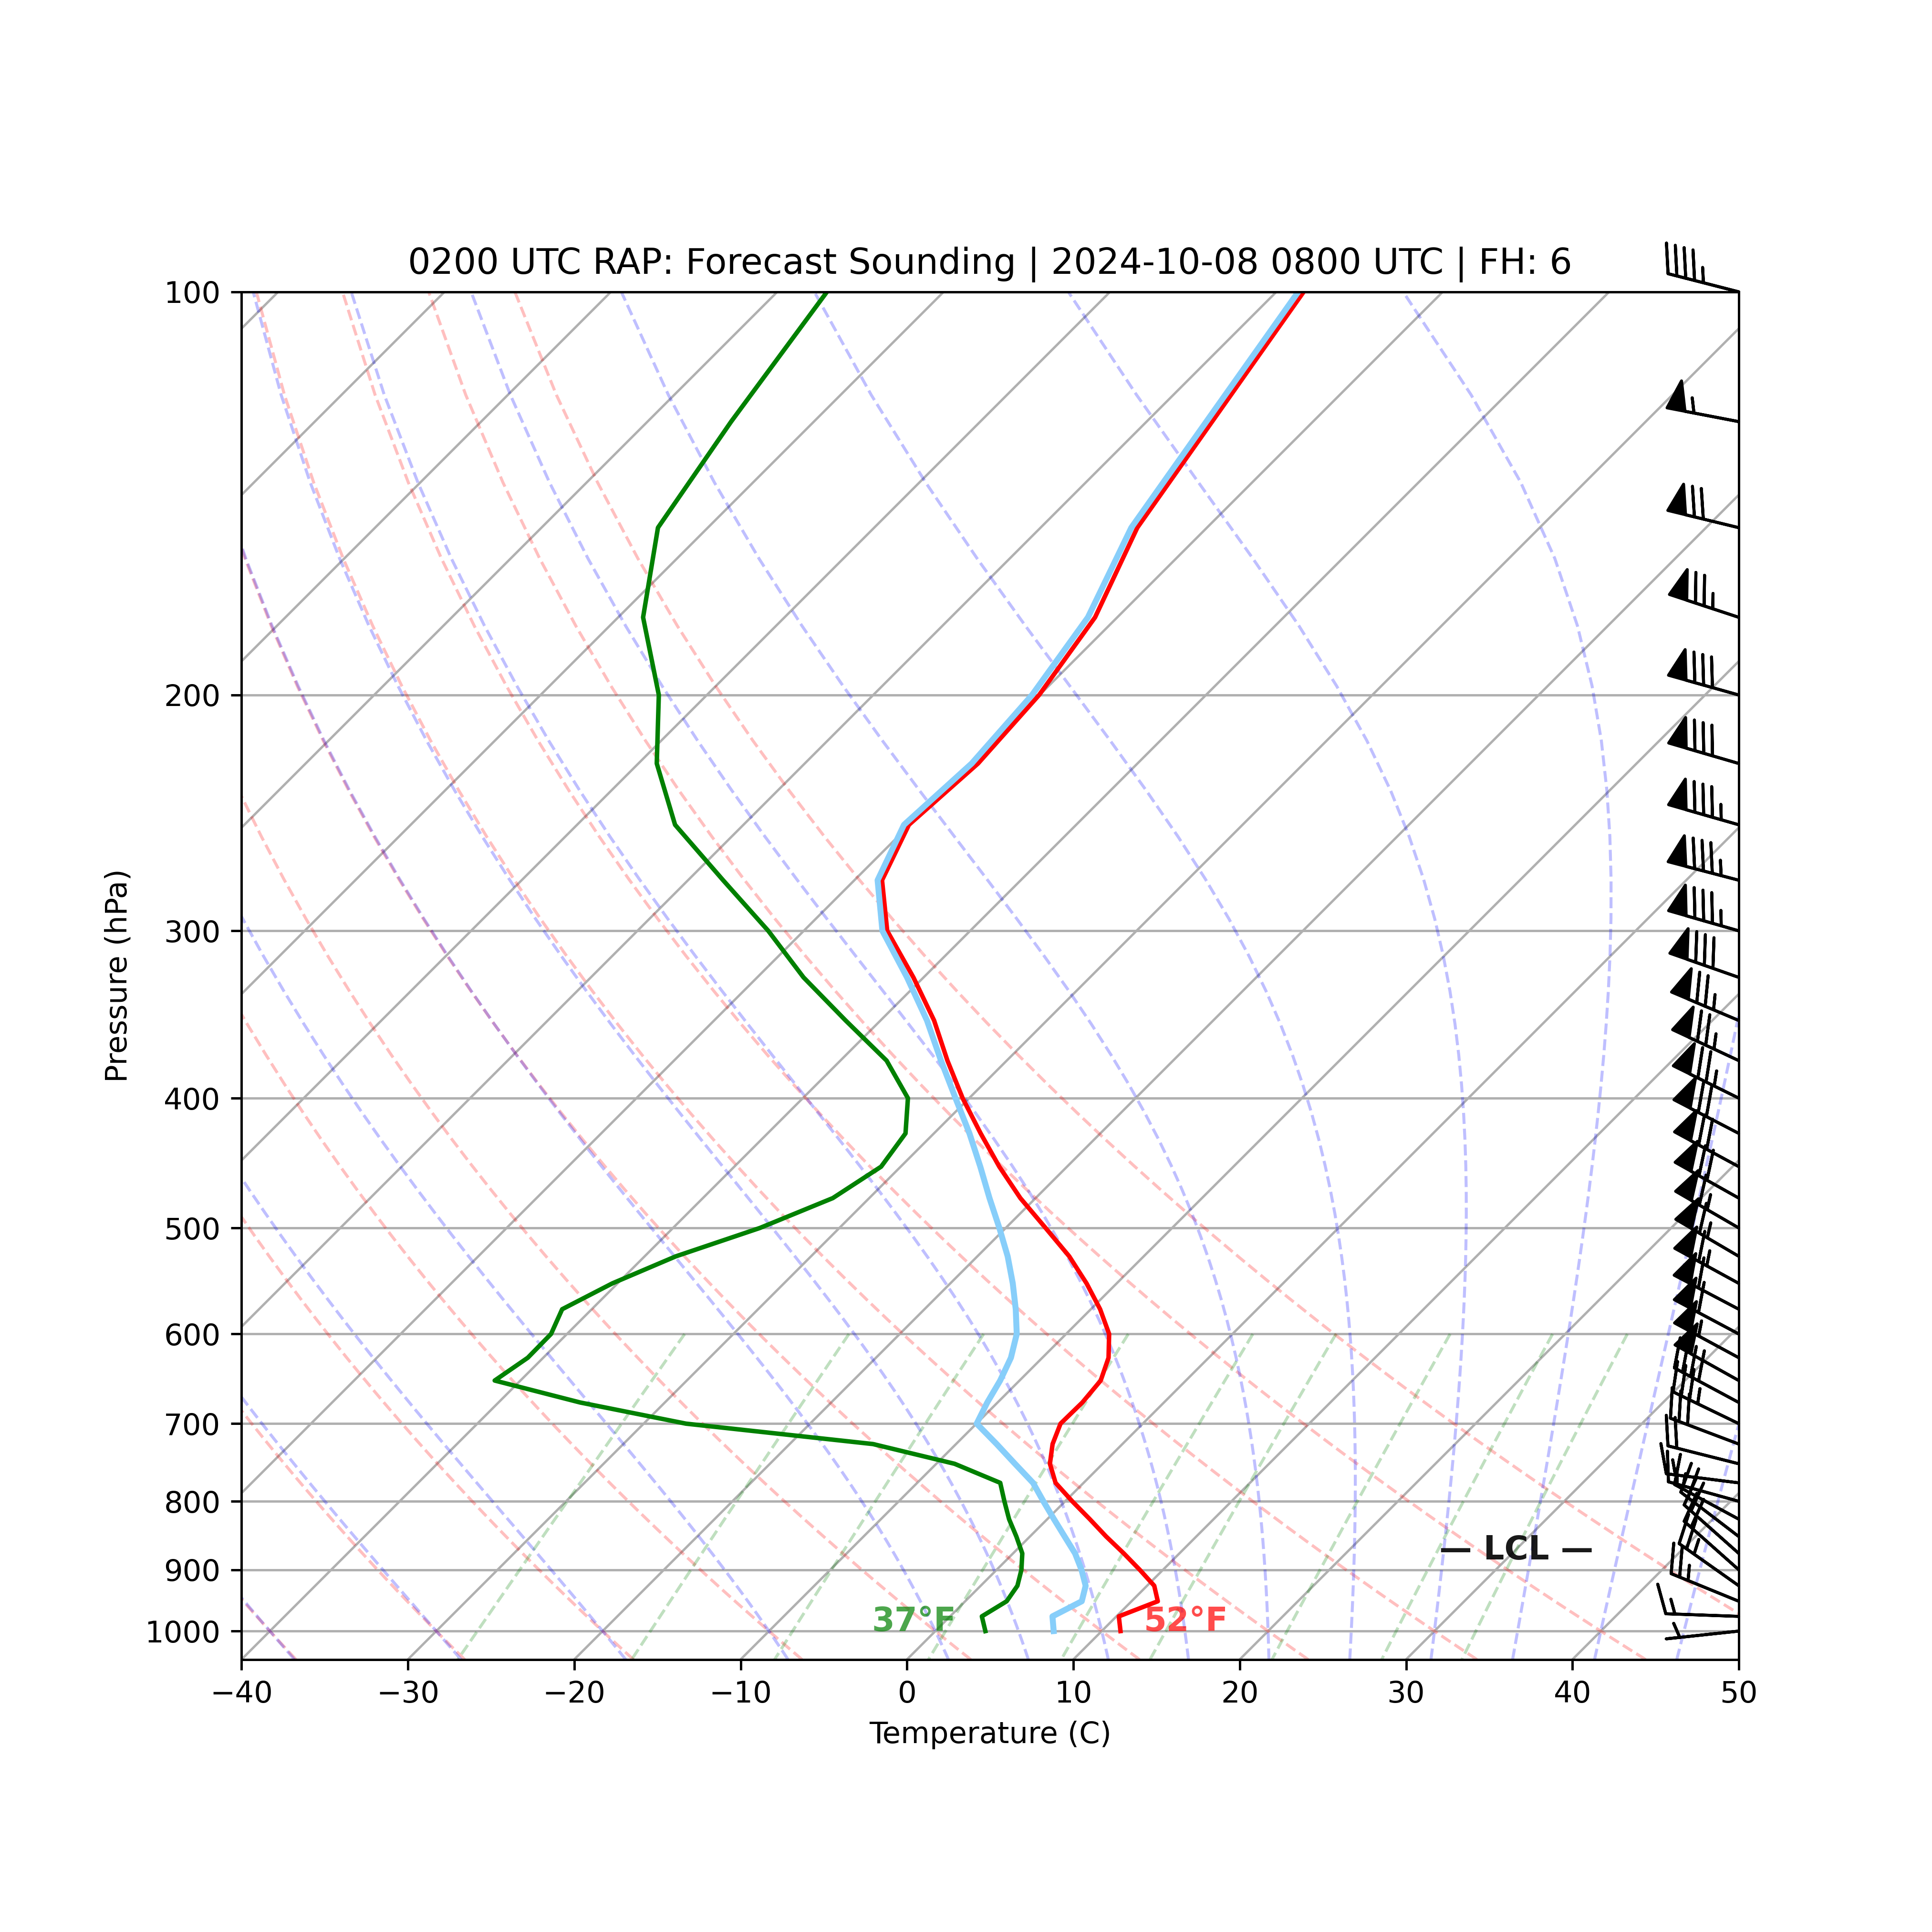 0200 UTC RAP: Forecast Sounding | 2024-10-08 0800 UTC | FH: 6
100
200
300
400
500
600
700
800
900
1000
Pressure (hPa)
— LCL —
37°F
52°F
−40 −30 −20 −10 0 10 20 30 40 50
Temperature (C)